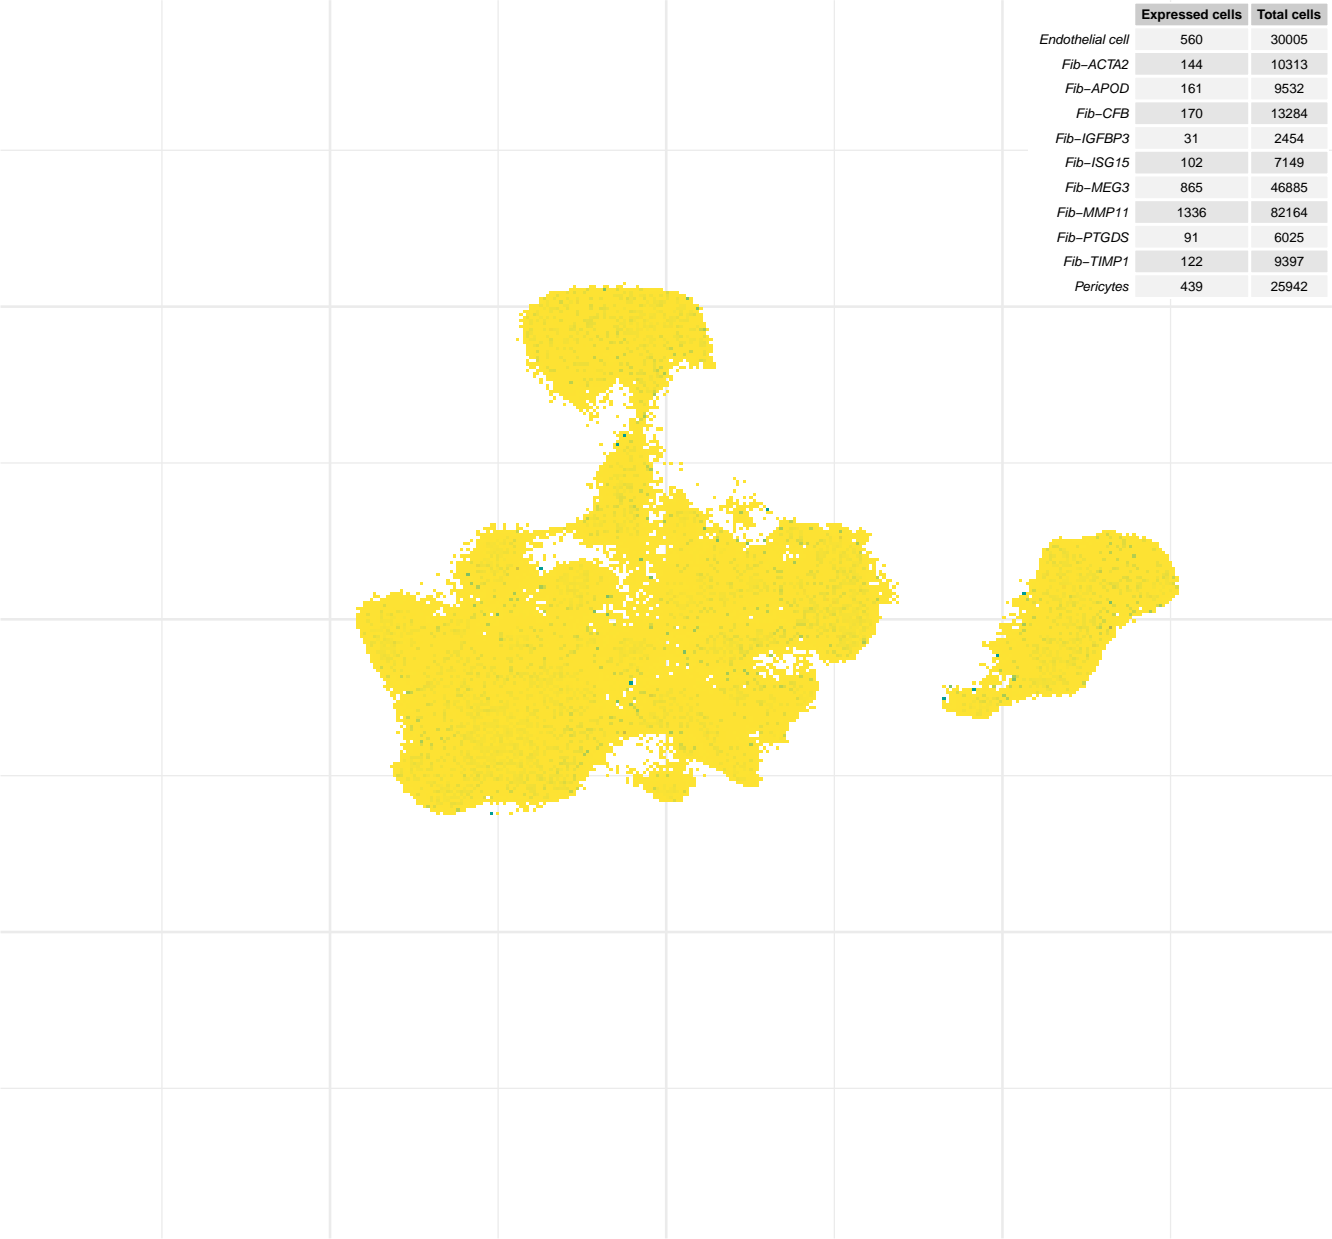 Expressed cells Total cells
Endothelial cell 560 30005
Fib−ACTA2 144 10313
Fib−APOD 161 9532
Fib−CFB 170 13284
Fib−IGFBP3 31 2454
Fib−ISG15 102 7149
Fib−MEG3 865 46885
Fib−MMP11 1336 82164
Fib−PTGDS 91 6025
Fib−TIMP1 122 9397
Pericytes 439 25942